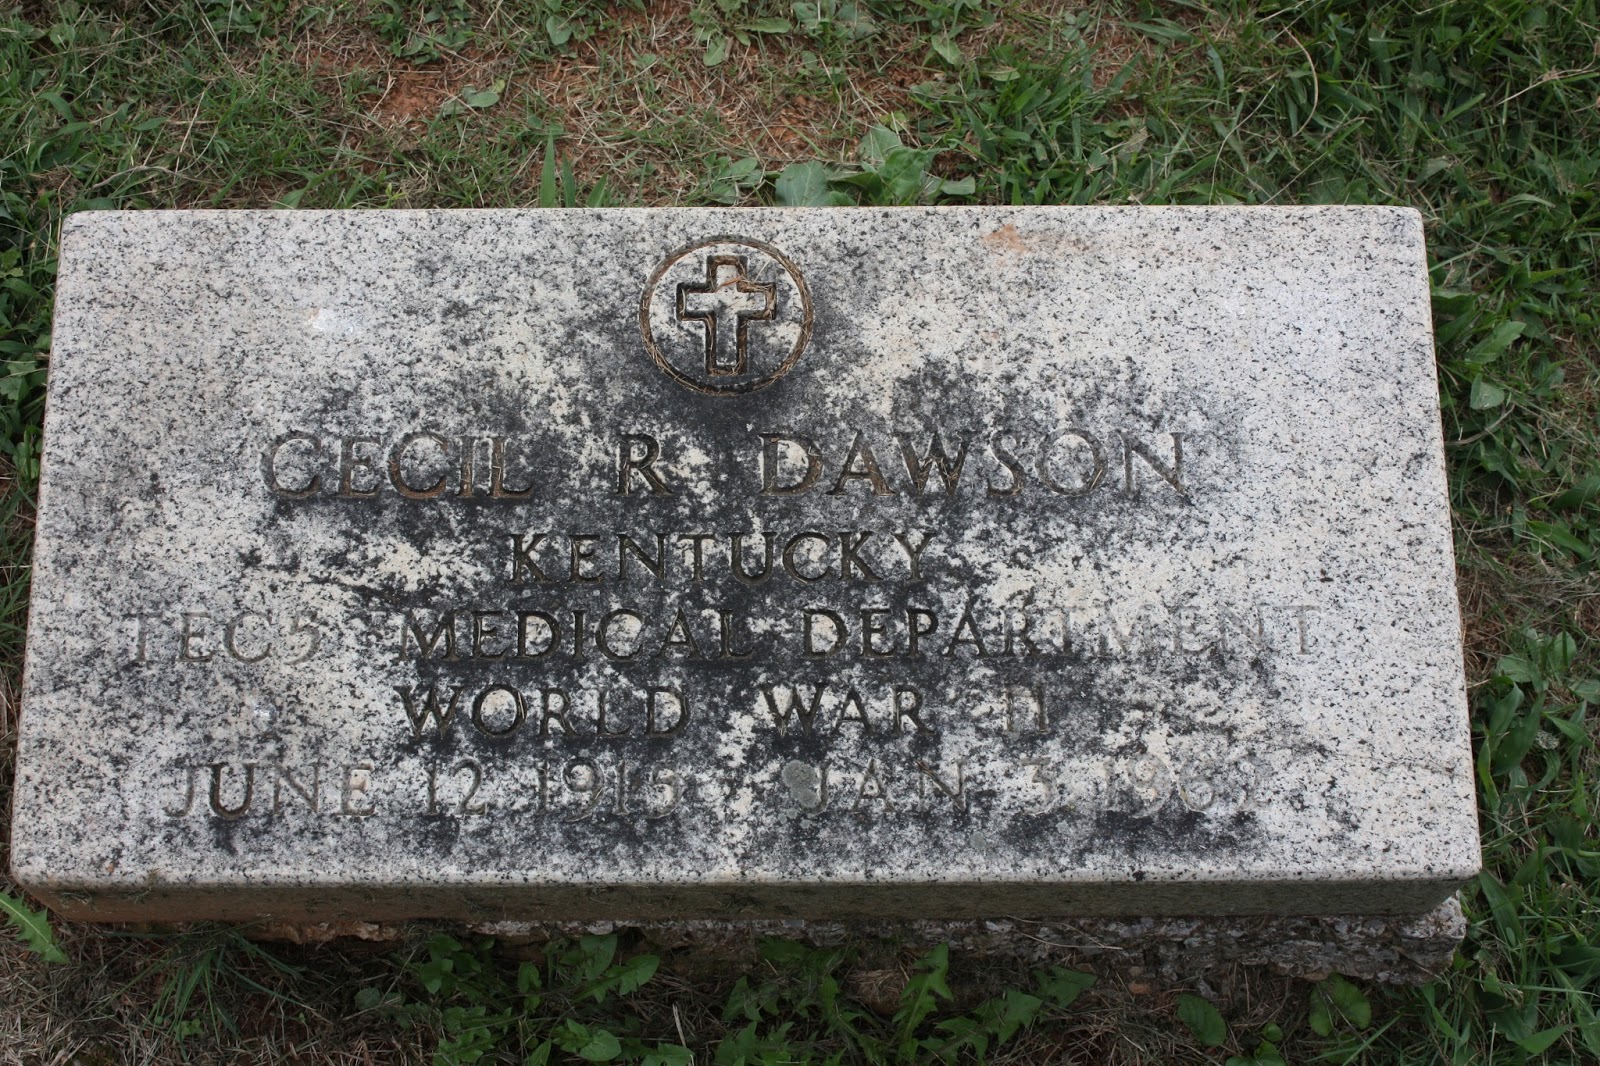 CECIL R DAWSON
KENTUCKY
TEC5 MEDICAL DEPARTMENT
WORLD WAR II
JUNE 12 1915 JAN 3